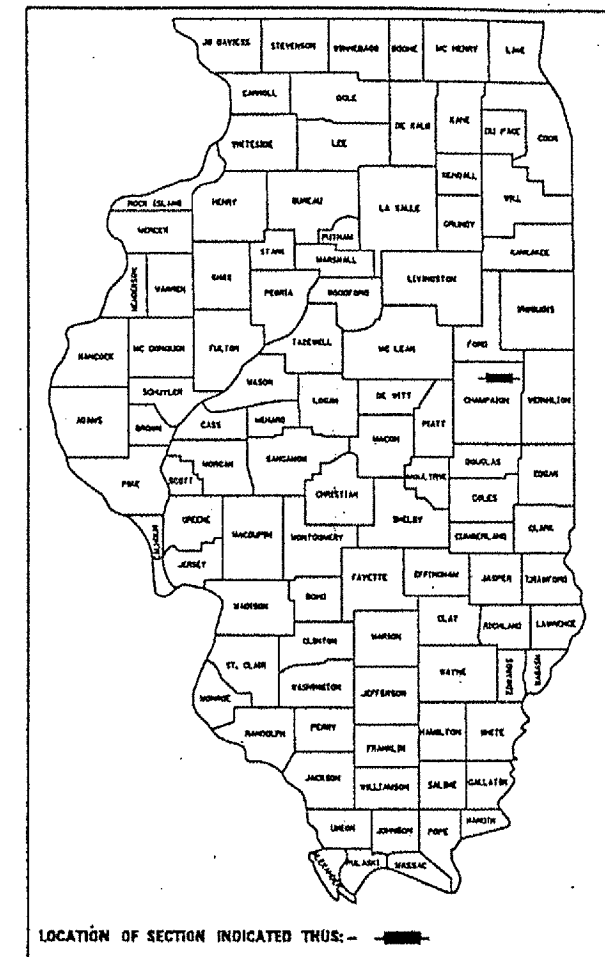 JO DAVIESS STEVENSON WINNEBAGO BOONE MC HENRY LAKE
CARROLL OGLE DE KALB KANE DU PAGE COOK
WHITESIDE LEE
KENDALL WILL
ROCK ISLAND HENRY BUREAU LA SALLE GRUNDY
MERCER PUTNAM
STARK MARSHALL KANKAKEE
HENDERSON WARREN KNOX PEORIA WOODFORD LIVINGSTON
IROQUOIS
HANCOCK MC DONOUGH FULTON TAZEWELL MC LEAN FORD
MASON
SCHUYLER LOGAN DE WITT CHAMPAIGN VERMILION
ADAMS BROWN CASS MENARD PIATT
MACON
MORGAN SANGAMON DOUGLAS
PIKE SCOTT CHRISTIAN MOULTRIE COLES EDGAR
GREENE SHELBY
CALHOUN MACOUPIN MONTGOMERY CUMBERLAND CLARK
JERSEY FAYETTE EFFINGHAM JASPER CRAWFORD
MADISON BOND
CLAY RICHLAND LAWRENCE
CLINTON MARION
ST. CLAIR WAYNE EDWARDS WABASH
WASHINGTON JEFFERSON
MONROE
RANDOLPH PERRY HAMILTON WHITE
FRANKLIN
JACKSON WILLIAMSON SALINE GALLATIN
UNION JOHNSON POPE HARDIN
ALEXANDER PULASKI MASSAC
LOCATION OF SECTION INDICATED THUS:-